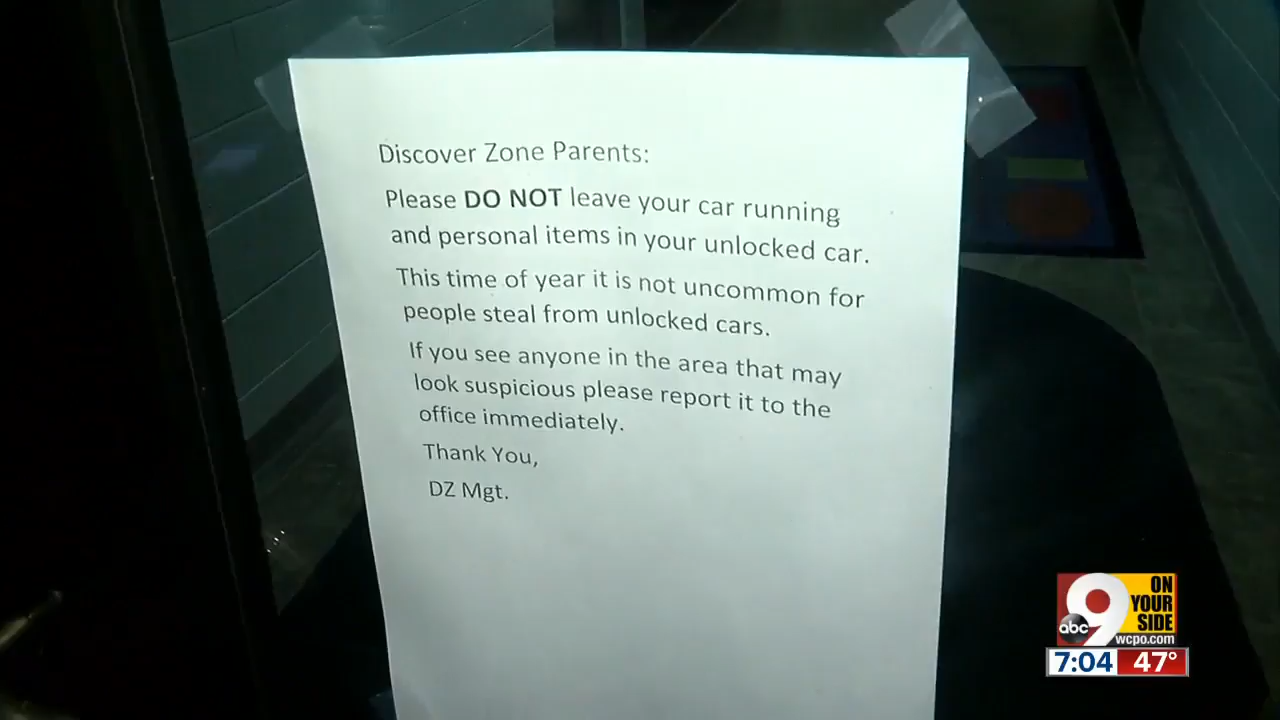 Discover Zone Parents:
Please DO NOT leave your car running
and personal items in your unlocked car.
This time of year it is not uncommon for
people steal from unlocked cars.
If you see anyone in the area that may
look suspicious please report it to the
office immediately.
Thank You,
DZ Mgt.
abc 9 ON
YOUR
SIDE
wcpo.com
7:04 47°